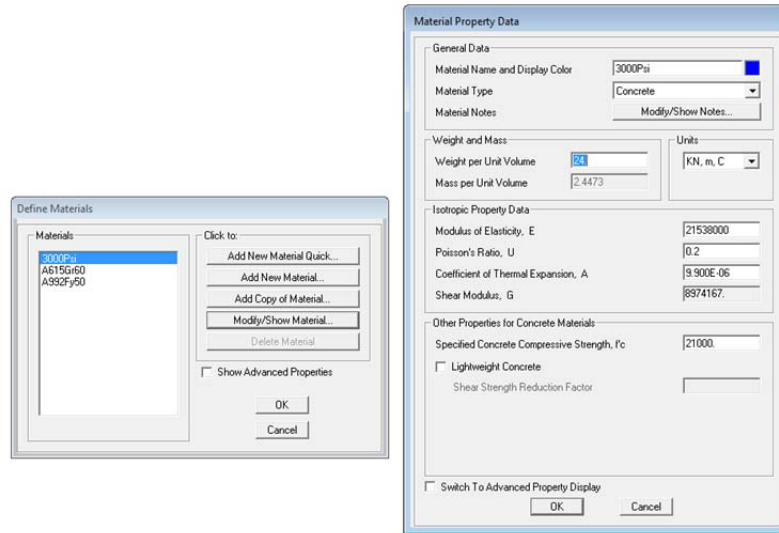 Define Materials
Materials
3000Psi
A615Gr60
A992Fy50
Click to:
Add New Material Quick...
Add New Material...
Add Copy of Material...
Modify/Show Material...
Delete Material
Show Advanced Properties
OK
Cancel
Material Property Data
General Data
Material Name and Display Color 3000Psi
Material Type Concrete
Material Notes Modify/Show Notes...
Weight and Mass
Weight per Unit Volume 24.
Mass per Unit Volume 2.4473
Units
KN, m, C
Isotropic Property Data
Modulus of Elasticity, E 21538000
Poisson's Ratio, U 0.2
Coefficient of Thermal Expansion, A 9.900E-06
Shear Modulus, G 8974167.
Other Properties for Concrete Materials
Specified Concrete Compressive Strength, f'c 21000.
Lightweight Concrete
Shear Strength Reduction Factor
Switch To Advanced Property Display
OK
Cancel